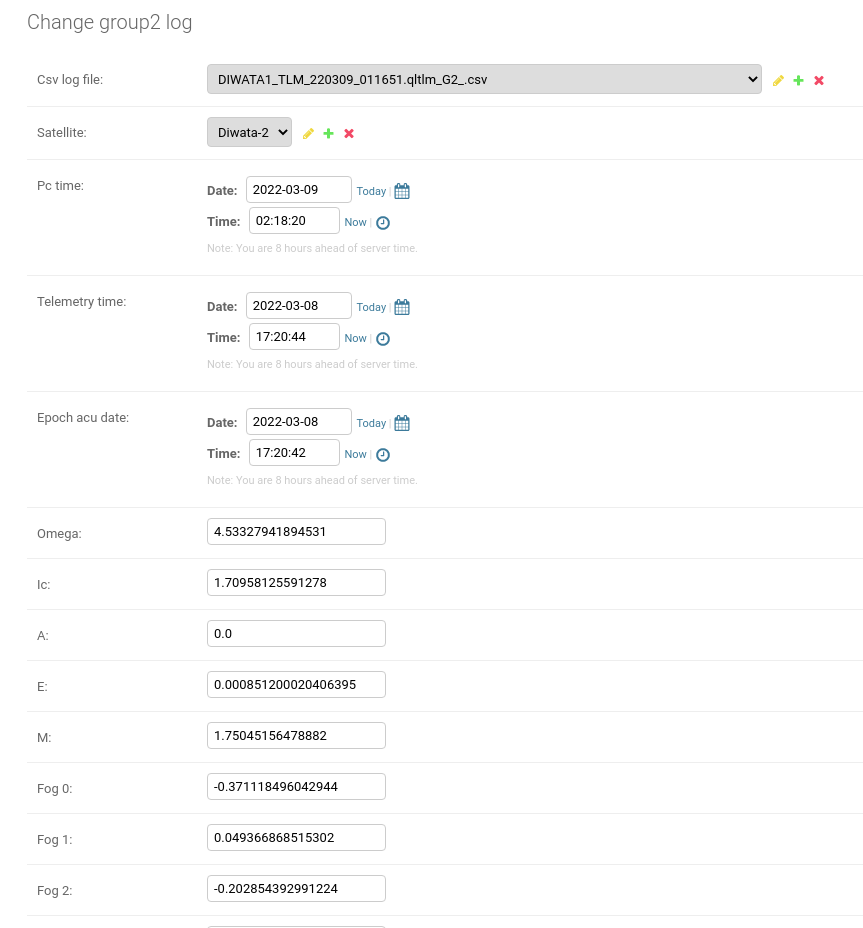 Change group2 log
Csv log file: DIWATA1_TLM_220309_011651.qltlm_G2_.csv
Satellite: Diwata-2
Pc time: Date: 2022-03-09 Today |
Time: 02:18:20 Now |
Note: You are 8 hours ahead of server time.
Telemetry time: Date: 2022-03-08 Today |
Time: 17:20:44 Now |
Note: You are 8 hours ahead of server time.
Epoch acu date: Date: 2022-03-08 Today |
Time: 17:20:42 Now |
Note: You are 8 hours ahead of server time.
Omega: 4.53327941894531
Ic: 1.70958125591278
A: 0.0
E: 0.000851200020406395
M: 1.75045156478882
Fog 0: -0.371118496042944
Fog 1: 0.049366868515302
Fog 2: -0.202854392991224